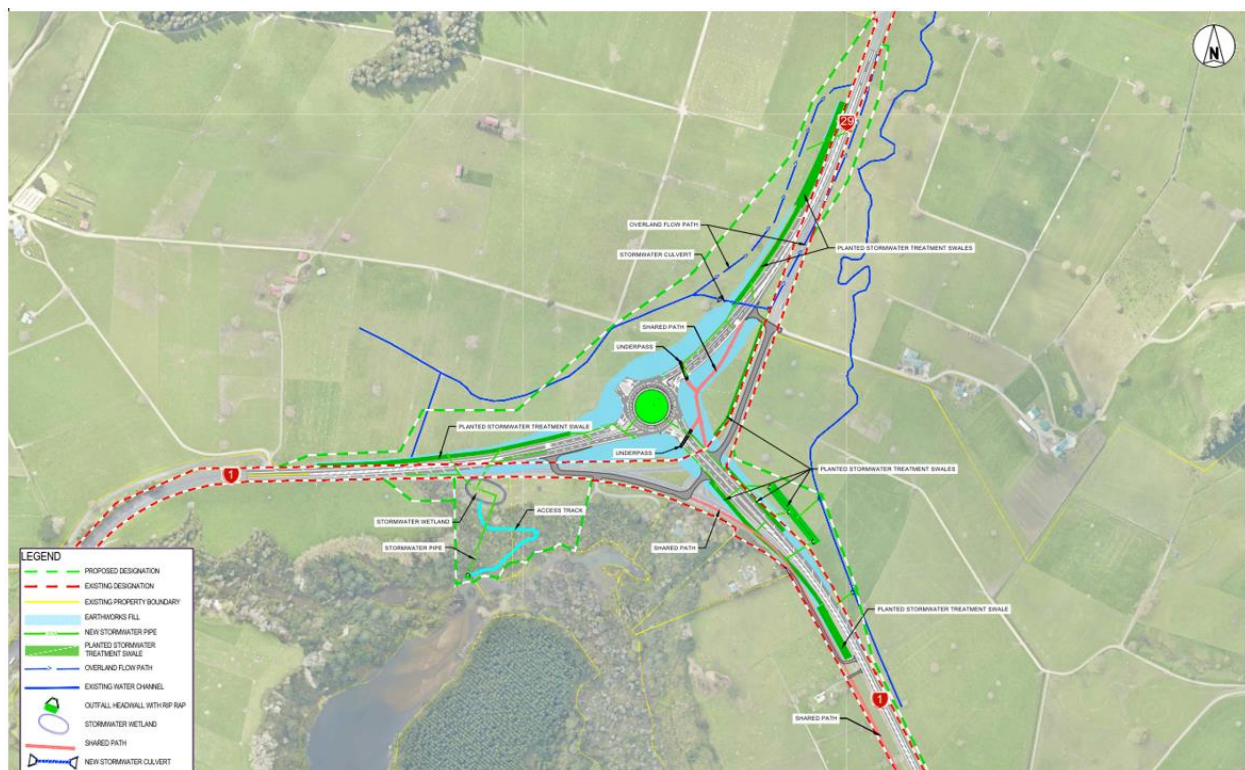 N
29
OVERLAND FLOW PATH
STORMWATER CULVERT
PLANTED STORMWATER TREATMENT SWALES
SHARED PATH
UNDERPASS
PLANTED STORMWATER TREATMENT SWALE
UNDERPASS
PLANTED STORMWATER TREATMENT SWALES
1
STORMWATER WETLAND
ACCESS TRACK
STORMWATER PIPE
SHARED PATH
PLANTED STORMWATER TREATMENT SWALE
1
SHARED PATH
LEGEND
PROPOSED DESIGNATION
EXISTING DESIGNATION
EXISTING PROPERTY BOUNDARY
EARTHWORKS FILL
NEW STORMWATER PIPE
PLANTED STORMWATER
TREATMENT SWALE
OVERLAND FLOW PATH
EXISTING WATER CHANNEL
OUTFALL HEADWALL WITH RIP RAP
STORMWATER WETLAND
SHARED PATH
NEW STORMWATER CULVERT